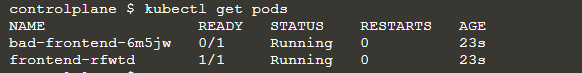 controlplane $ kubectl get pods
NAME READY STATUS RESTARTS AGE
bad-frontend-6m5jw 0/1 Running 0 23s
frontend-rfwtd 1/1 Running 0 23s